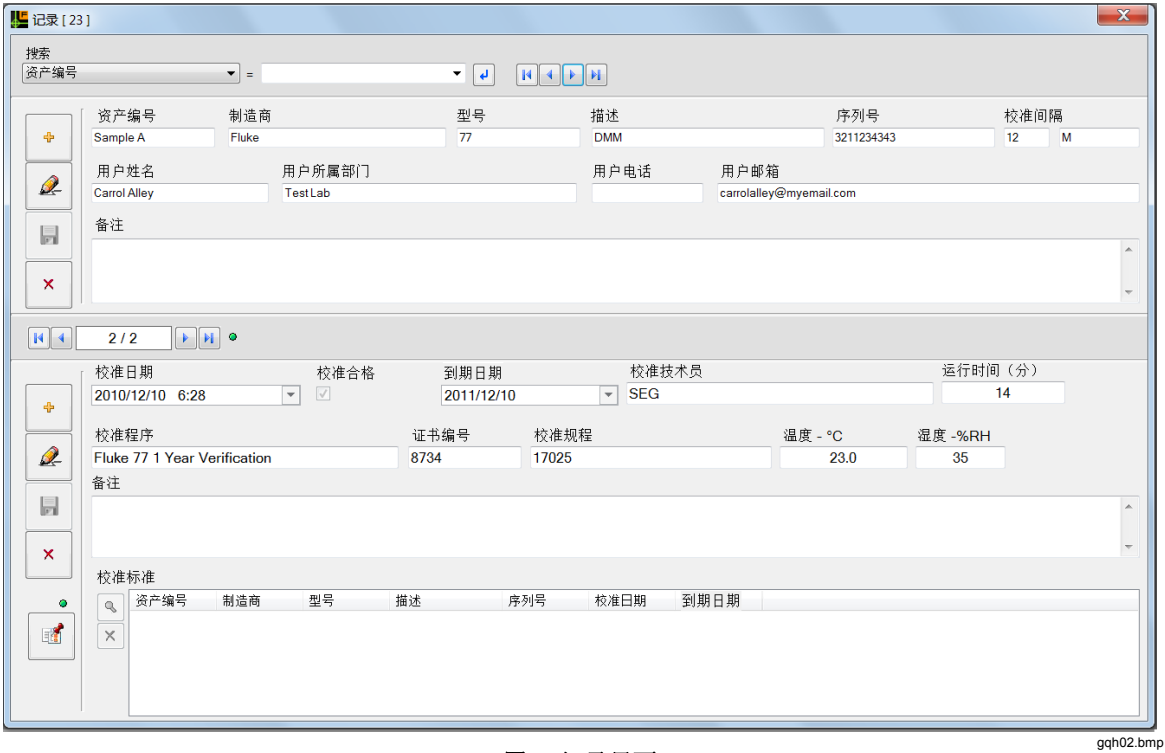 记录 [ 23 ]
搜索
资产编号 =
资产编号 制造商 型号 描述 序列号 校准间隔
Sample A Fluke 77 DMM 3211234343 12 M
用户姓名 用户所属部门 用户电话 用户邮箱
Carrol Alley Test Lab carrolalley@myemail.com
备注
2 / 2
校准日期 校准合格 到期日期 校准技术员 运行时间（分）
2010/12/10 6:28 2011/12/10 SEG 14
校准程序 证书编号 校准规程 温度 - °C 湿度 -%RH
Fluke 77 1 Year Verification 8734 17025 23.0 35
备注
校准标准
资产编号 制造商 型号 描述 序列号 校准日期 到期日期
gqh02.bmp